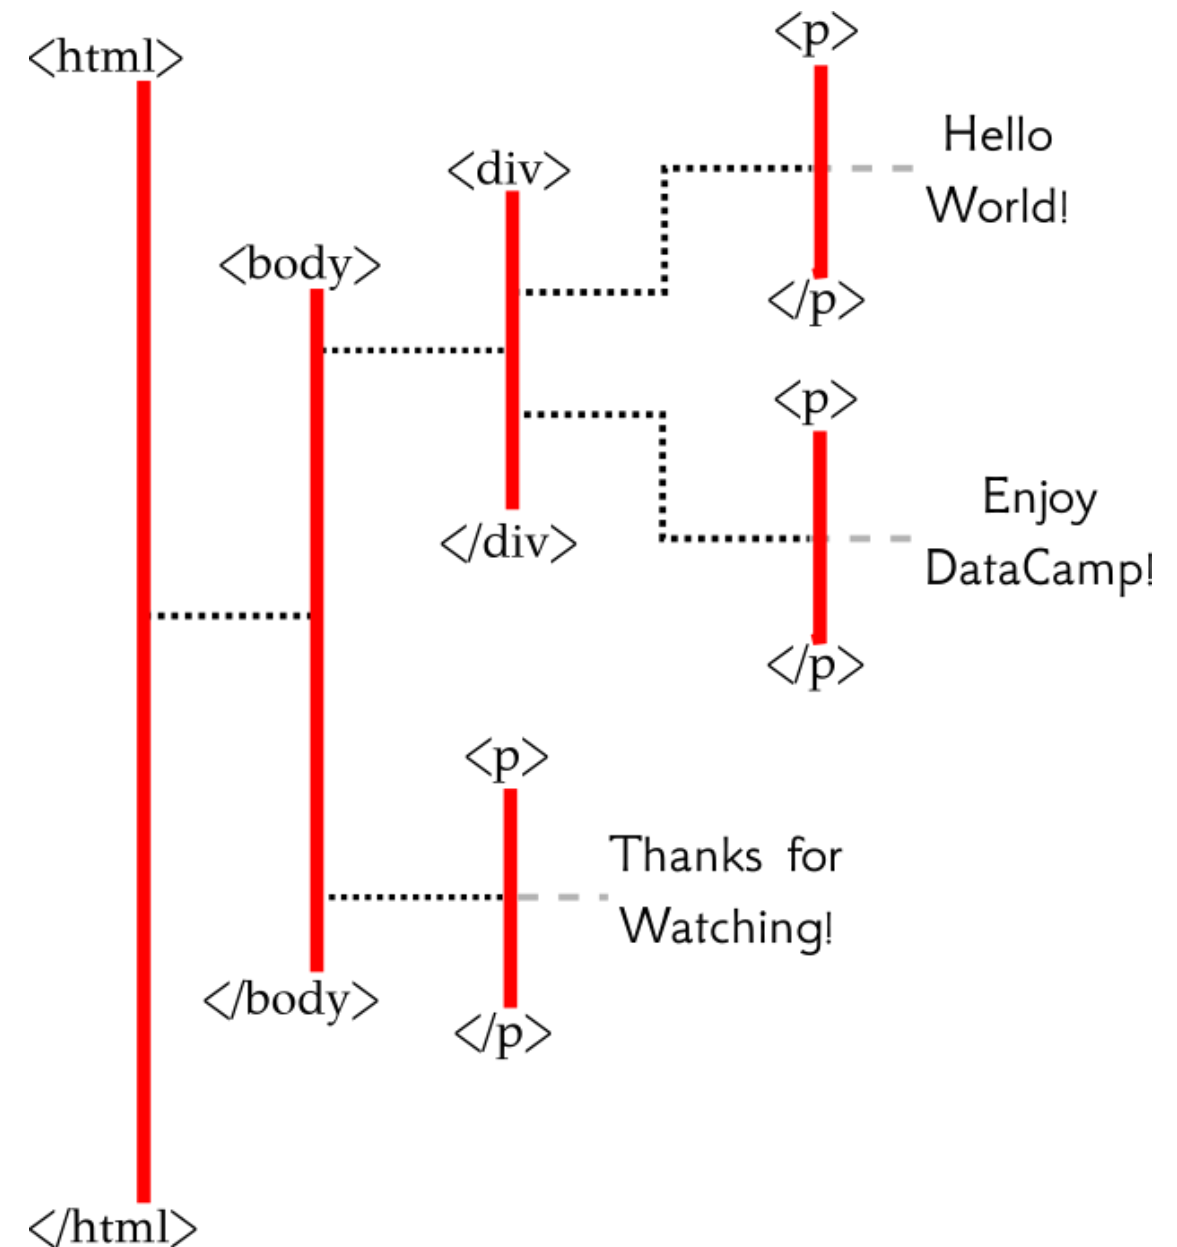 <html>
<body>
<div>
<p>
Hello
World!
</p>
<p>
Enjoy
DataCamp!
</p>
</div>
<p>
Thanks for
Watching!
</p>
</body>
</html>